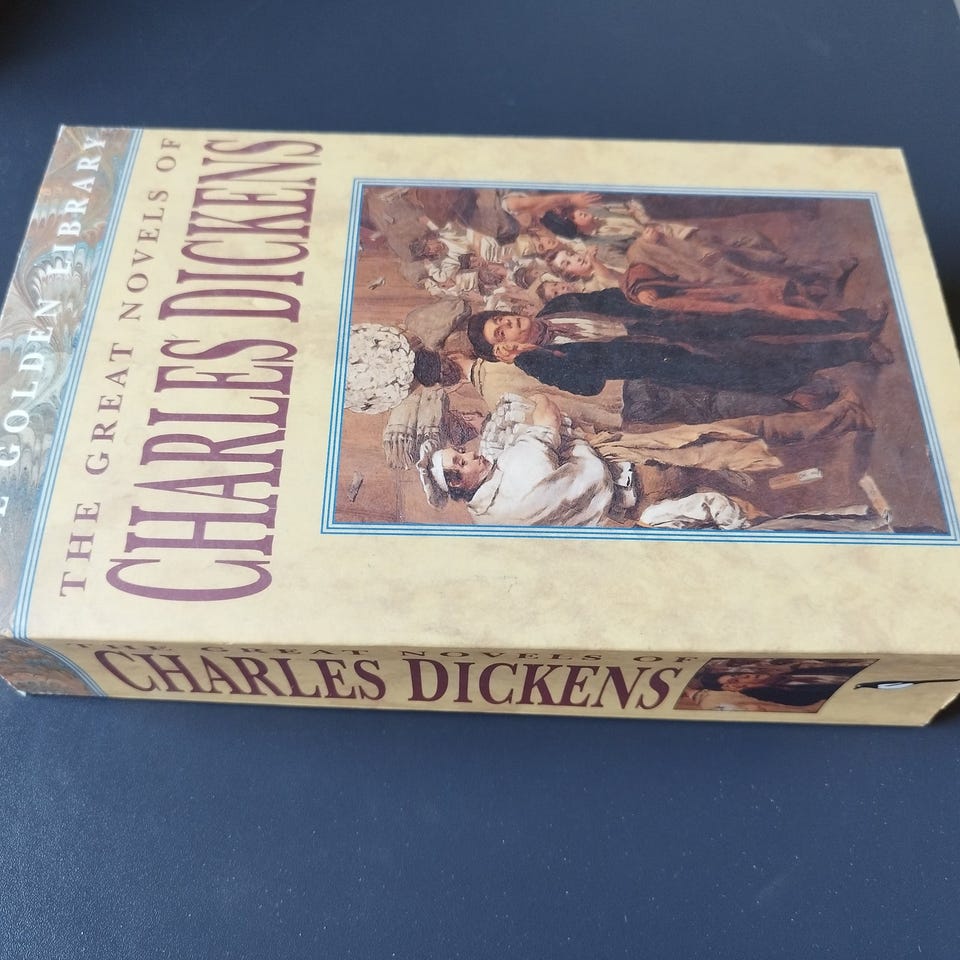 E GOLDEN LIBRARY
THE GREAT NOVELS OF
CHARLES DICKENS
THE GREAT NOVELS OF
CHARLES DICKENS